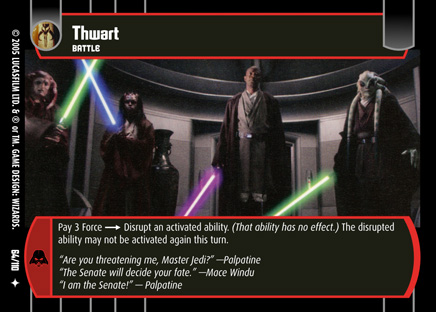 Thwart
BATTLE
Pay 3 Force → Disrupt an activated ability. (That ability has no effect.) The disrupted
ability may not be activated again this turn.
“Are you threatening me, Master Jedi?” —Palpatine
“The Senate will decide your fate.” —Mace Windu
“I am the Senate!” — Palpatine
© 2005 LUCASFILM LTD. & ® or TM. GAME DESIGN: WIZARDS.
84/110